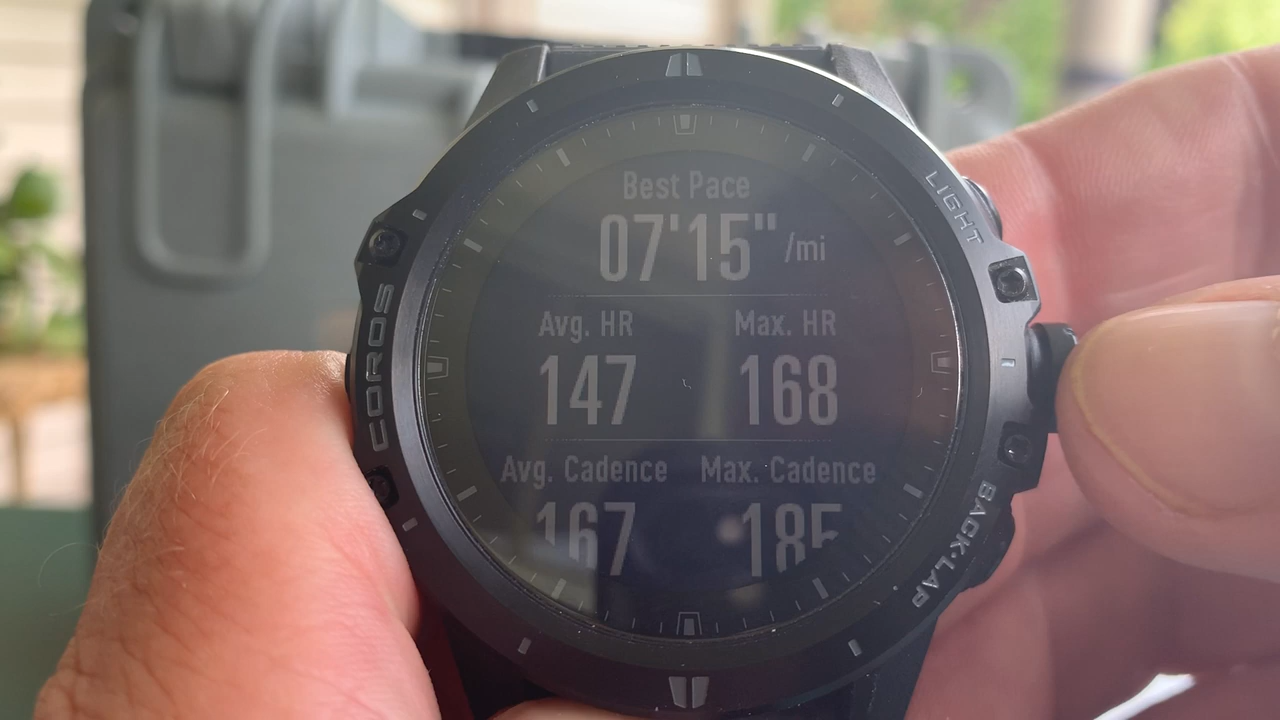 LIGHT
Best Pace
07'15" /mi
Avg. HR Max. HR
147 168
Avg. Cadence Max. Cadence
167 185
COROS
BACK·LAP